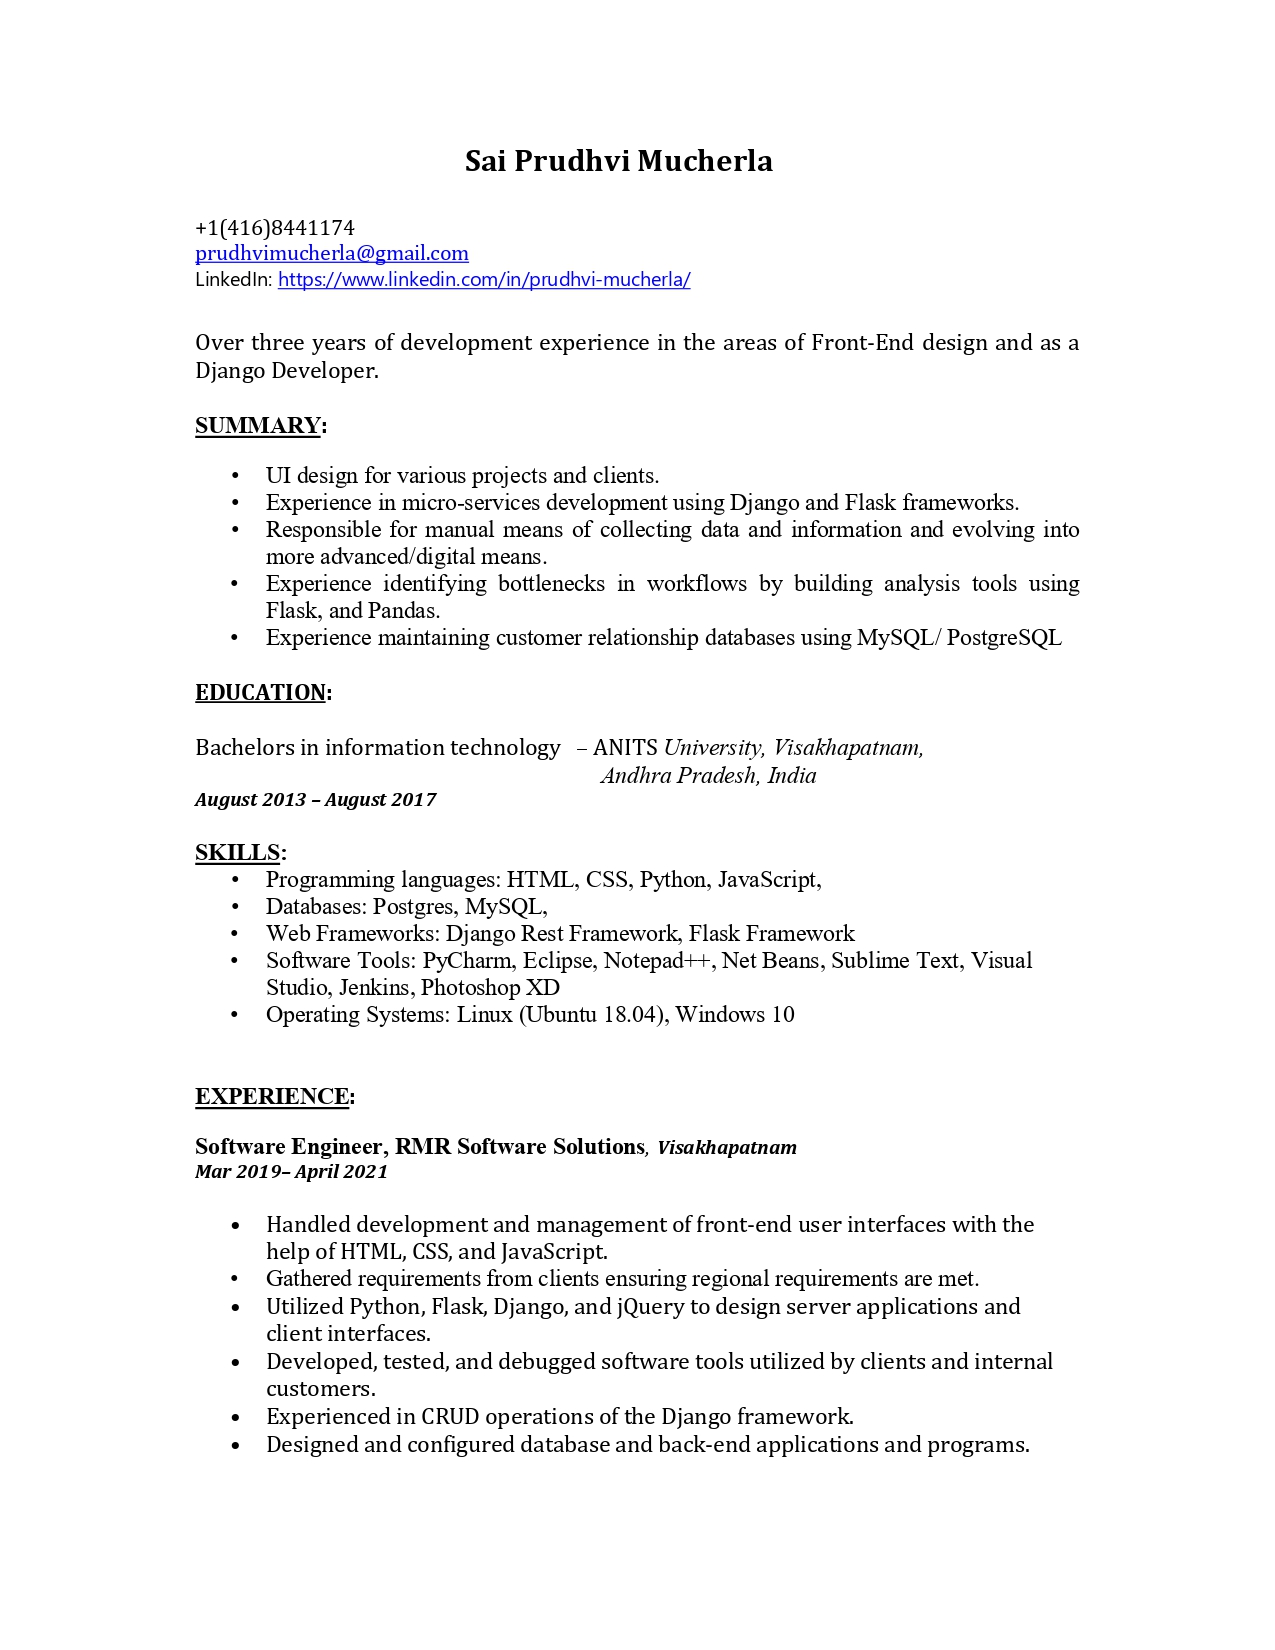 Sai Prudhvi Mucherla
+1(416)8441174
prudhvimucherla@gmail.com
LinkedIn: https://www.linkedin.com/in/prudhvi-mucherla/
Over three years of development experience in the areas of Front-End design and as a
Django Developer.
SUMMARY:
• UI design for various projects and clients.
• Experience in micro-services development using Django and Flask frameworks.
• Responsible for manual means of collecting data and information and evolving into
more advanced/digital means.
• Experience identifying bottlenecks in workflows by building analysis tools using
Flask, and Pandas.
• Experience maintaining customer relationship databases using MySQL/ PostgreSQL
EDUCATION:
Bachelors in information technology – ANITS University, Visakhapatnam,
Andhra Pradesh, India
August 2013 – August 2017
SKILLS:
• Programming languages: HTML, CSS, Python, JavaScript,
• Databases: Postgres, MySQL,
• Web Frameworks: Django Rest Framework, Flask Framework
• Software Tools: PyCharm, Eclipse, Notepad++, Net Beans, Sublime Text, Visual
Studio, Jenkins, Photoshop XD
• Operating Systems: Linux (Ubuntu 18.04), Windows 10
EXPERIENCE:
Software Engineer, RMR Software Solutions, Visakhapatnam
Mar 2019– April 2021
• Handled development and management of front-end user interfaces with the
help of HTML, CSS, and JavaScript.
• Gathered requirements from clients ensuring regional requirements are met.
• Utilized Python, Flask, Django, and jQuery to design server applications and
client interfaces.
• Developed, tested, and debugged software tools utilized by clients and internal
customers.
• Experienced in CRUD operations of the Django framework.
• Designed and configured database and back-end applications and programs.